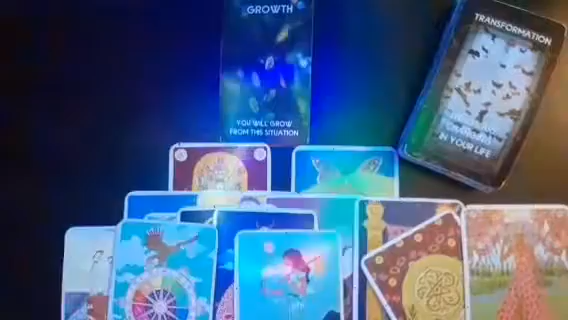 GROWTH
YOU WILL GROW
FROM THIS SITUATION
TRANSFORMATION
IN YOUR LIFE